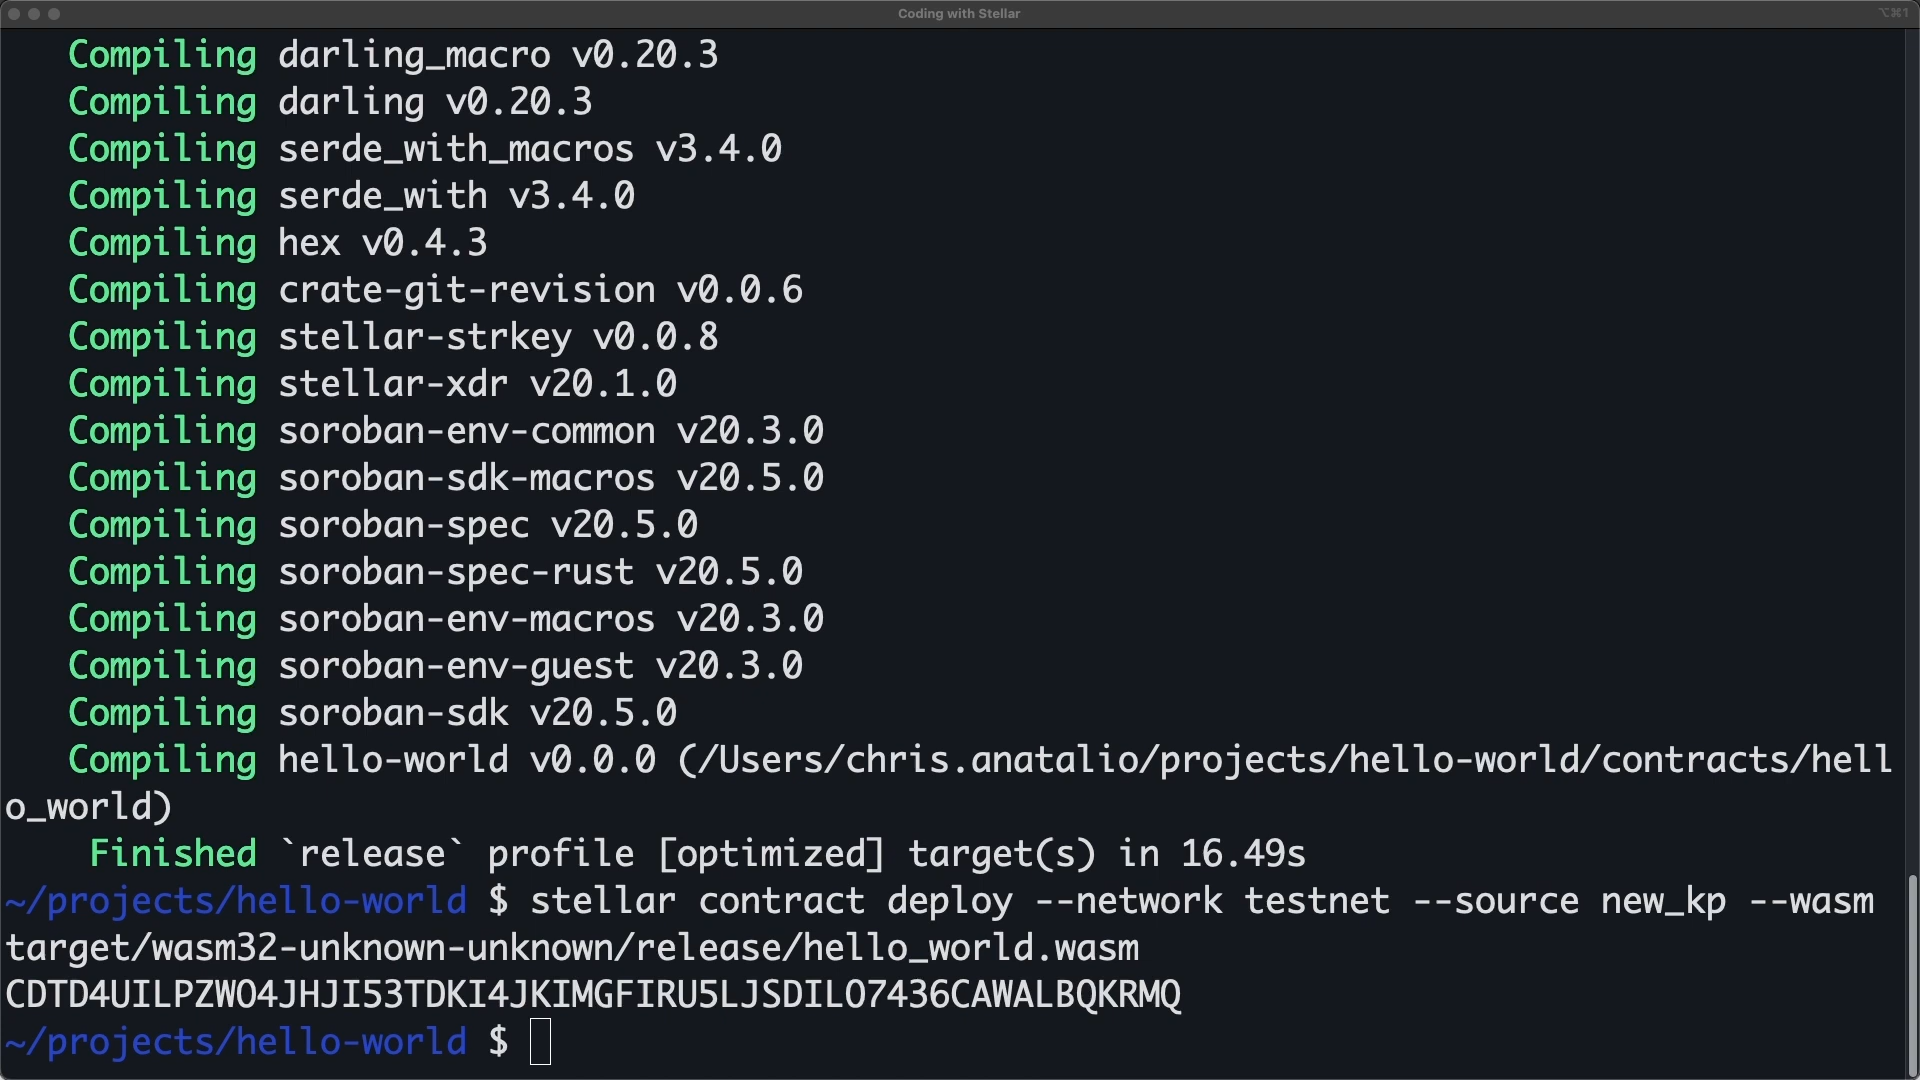 Coding with Stellar
⌥⌘1
Compiling darling_macro v0.20.3
Compiling darling v0.20.3
Compiling serde_with_macros v3.4.0
Compiling serde_with v3.4.0
Compiling hex v0.4.3
Compiling crate-git-revision v0.0.6
Compiling stellar-strkey v0.0.8
Compiling stellar-xdr v20.1.0
Compiling soroban-env-common v20.3.0
Compiling soroban-sdk-macros v20.5.0
Compiling soroban-spec v20.5.0
Compiling soroban-spec-rust v20.5.0
Compiling soroban-env-macros v20.3.0
Compiling soroban-env-guest v20.3.0
Compiling soroban-sdk v20.5.0
Compiling hello-world v0.0.0 (/Users/chris.anatalio/projects/hello-world/contracts/hell
o_world)
Finished `release` profile [optimized] target(s) in 16.49s
~/projects/hello-world $ stellar contract deploy --network testnet --source new_kp --wasm
target/wasm32-unknown-unknown/release/hello_world.wasm
CDTD4UILPZWO4JHJI53TDKI4JKIMGFIRU5LJSDILO7436CAWALBQKRMQ
~/projects/hello-world $